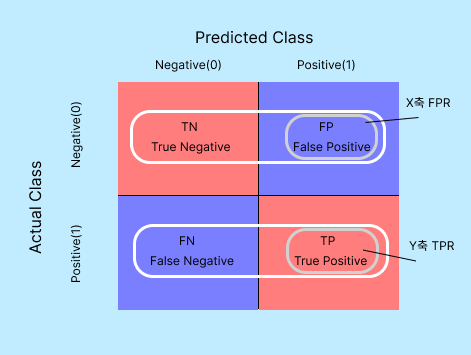 Predicted Class
Negative(0)
Positive(1)
X축 FPR
Actual Class
Negative(0)
TN
True Negative
FP
False Positive
Positive(1)
FN
False Negative
TP
True Positive
Y축 TPR